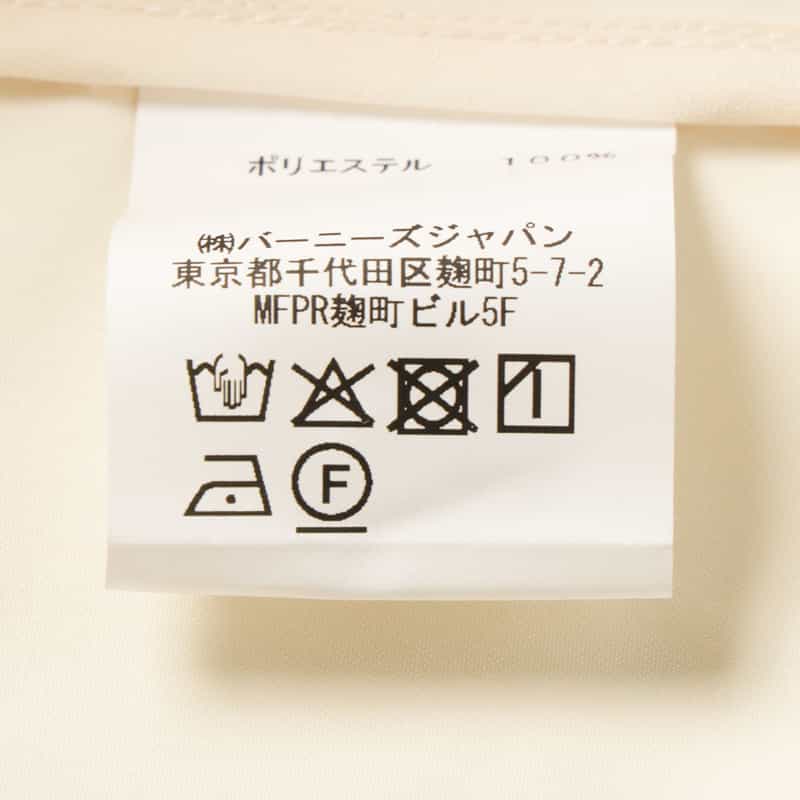 ポリエステル 100%
㈱バーニーズジャパン
東京都千代田区麹町5-7-2
MFPR麹町ビル5F
F